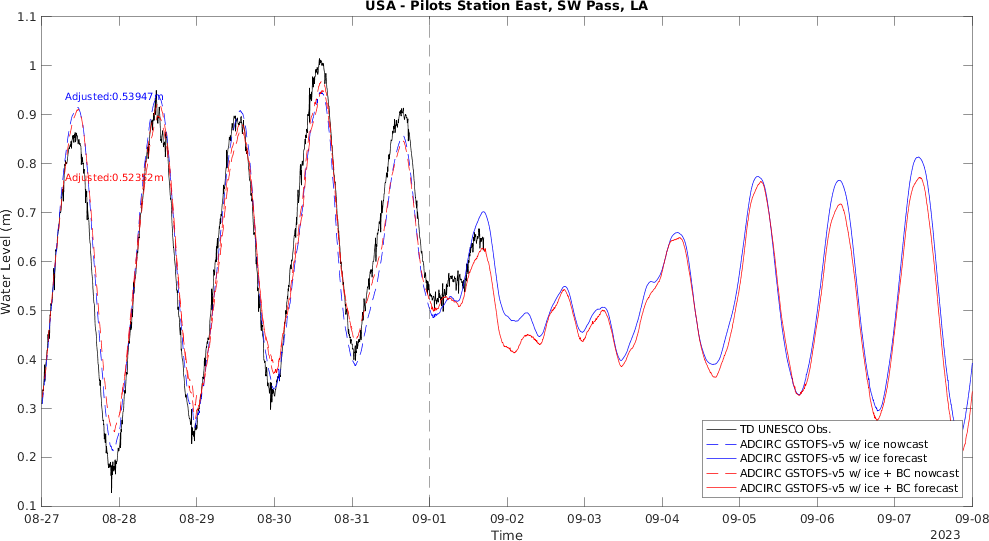 USA - Pilots Station East, SW Pass, LA
1.1
1
0.9
0.8
0.7
0.6
0.5
0.4
0.3
0.2
0.1
Water Level (m)
Adjusted:0.53947m
Adjusted:0.52352m
TD UNESCO Obs.
ADCIRC GSTOFS-v5 w/ ice nowcast
ADCIRC GSTOFS-v5 w/ ice forecast
ADCIRC GSTOFS-v5 w/ ice + BC nowcast
ADCIRC GSTOFS-v5 w/ ice + BC forecast
08-27 08-28 08-29 08-30 08-31 09-01 09-02 09-03 09-04 09-05 09-06 09-07 09-08
Time
2023